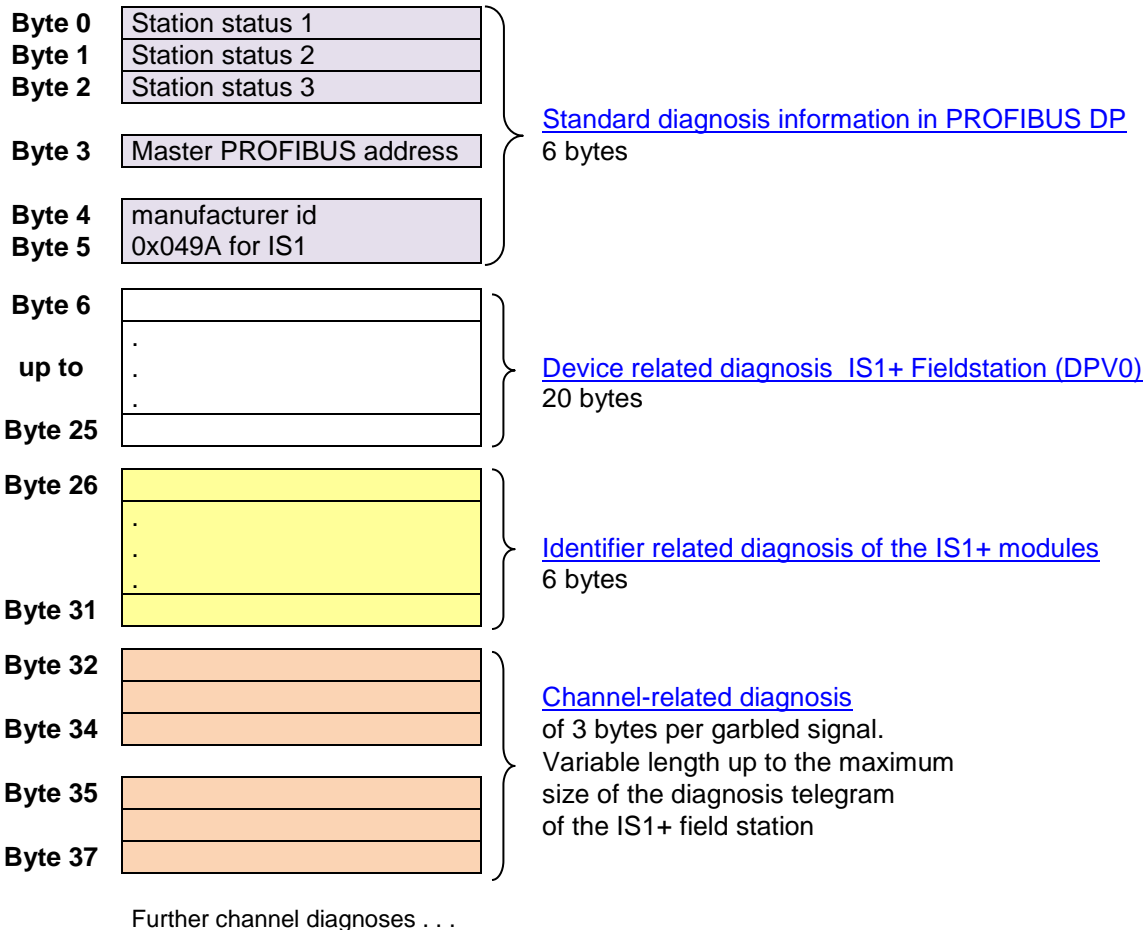 Byte 0 Station status 1
Byte 1 Station status 2
Byte 2 Station status 3
Standard diagnosis information in PROFIBUS DP
Byte 3 Master PROFIBUS address 6 bytes
Byte 4 manufacturer id
Byte 5 0x049A for IS1
Byte 6
.
up to . Device related diagnosis IS1+ Fieldstation (DPV0)
. 20 bytes
Byte 25
Byte 26
.
. Identifier related diagnosis of the IS1+ modules
. 6 bytes
Byte 31
Byte 32
Channel-related diagnosis
Byte 34 of 3 bytes per garbled signal.
Variable length up to the maximum
Byte 35 size of the diagnosis telegram
of the IS1+ field station
Byte 37
Further channel diagnoses . . .